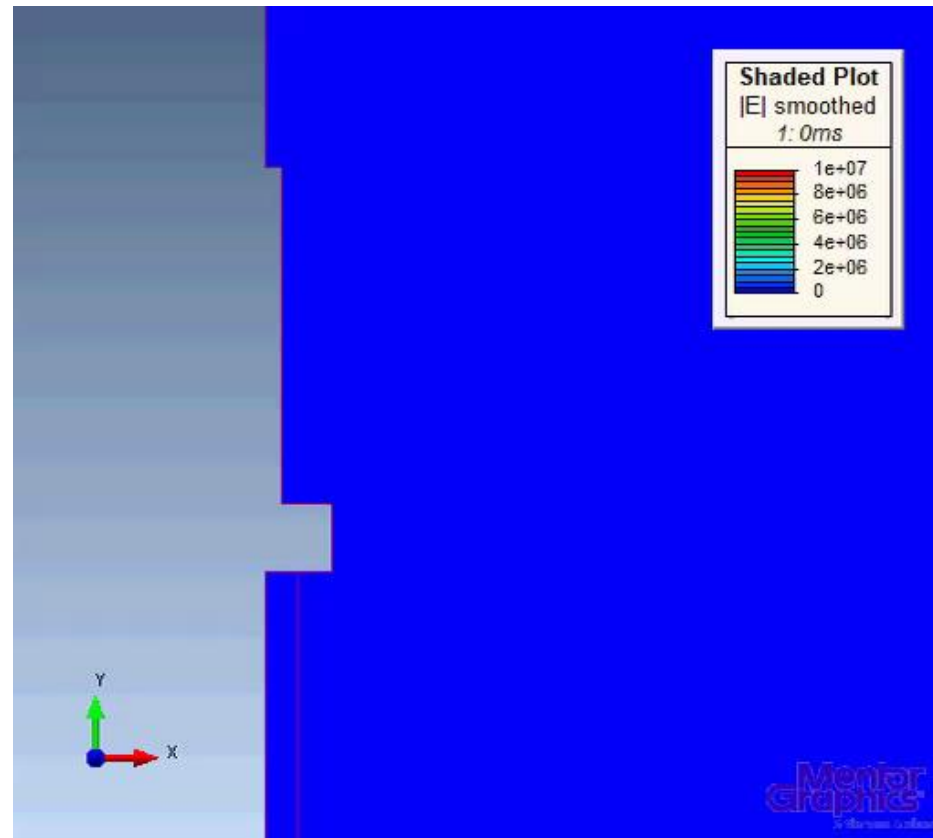 Shaded Plot
|E| smoothed
1: 0ms
1e+07
8e+06
6e+06
4e+06
2e+06
0
Y
X
Mentor
Graphics